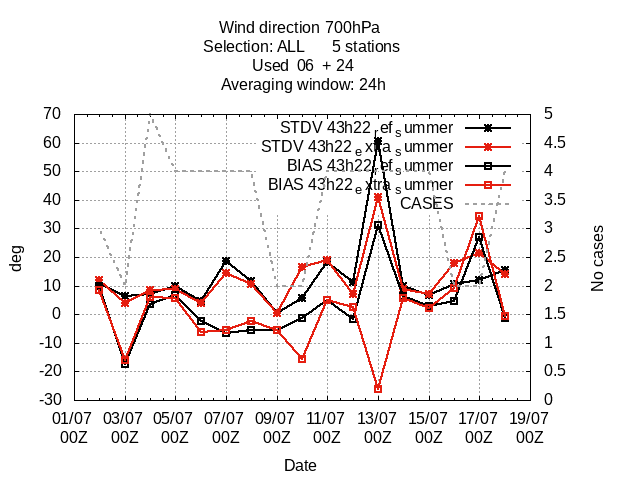 Wind direction 700hPa
Selection: ALL 5 stations
Used 06 + 24
Averaging window: 24h
STDV 43h22refsummer
STDV 43h22extrasummer
BIAS 43h22refsummer
BIAS 43h22extrasummer
CASES
70
60
50
40
30
20
10
0
-10
-20
-30
deg
5
4.5
4
3.5
3
2.5
2
1.5
1
0.5
0
No cases
01/07 03/07 05/07 07/07 09/07 11/07 13/07 15/07 17/07 19/07
00Z 00Z 00Z 00Z 00Z 00Z 00Z 00Z 00Z 00Z
Date